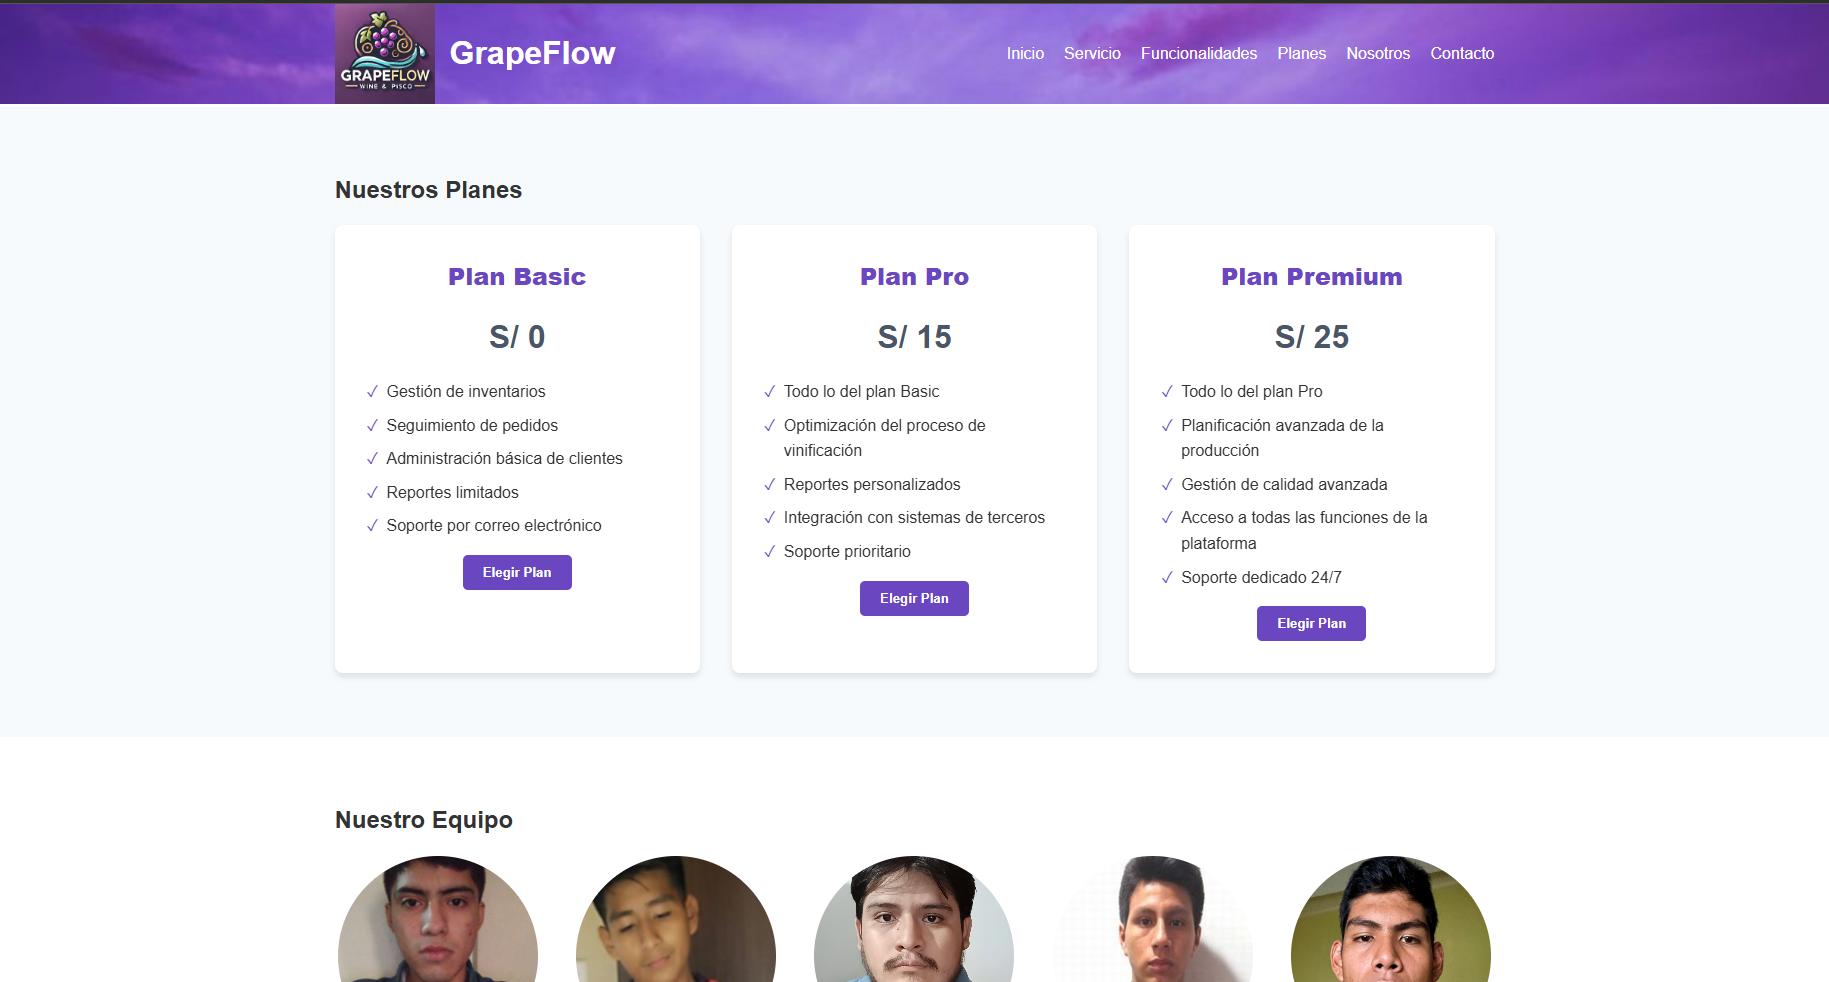 GRAPEFLOW
WINE & PISCO
GrapeFlow
Inicio Servicio Funcionalidades Planes Nosotros Contacto
Nuestros Planes
Plan Basic
S/ 0
✓ Gestión de inventarios
✓ Seguimiento de pedidos
✓ Administración básica de clientes
✓ Reportes limitados
✓ Soporte por correo electrónico
Elegir Plan
Plan Pro
S/ 15
✓ Todo lo del plan Basic
✓ Optimización del proceso de
vinificación
✓ Reportes personalizados
✓ Integración con sistemas de terceros
✓ Soporte prioritario
Elegir Plan
Plan Premium
S/ 25
✓ Todo lo del plan Pro
✓ Planificación avanzada de la
producción
✓ Gestión de calidad avanzada
✓ Acceso a todas las funciones de la
plataforma
✓ Soporte dedicado 24/7
Elegir Plan
Nuestro Equipo